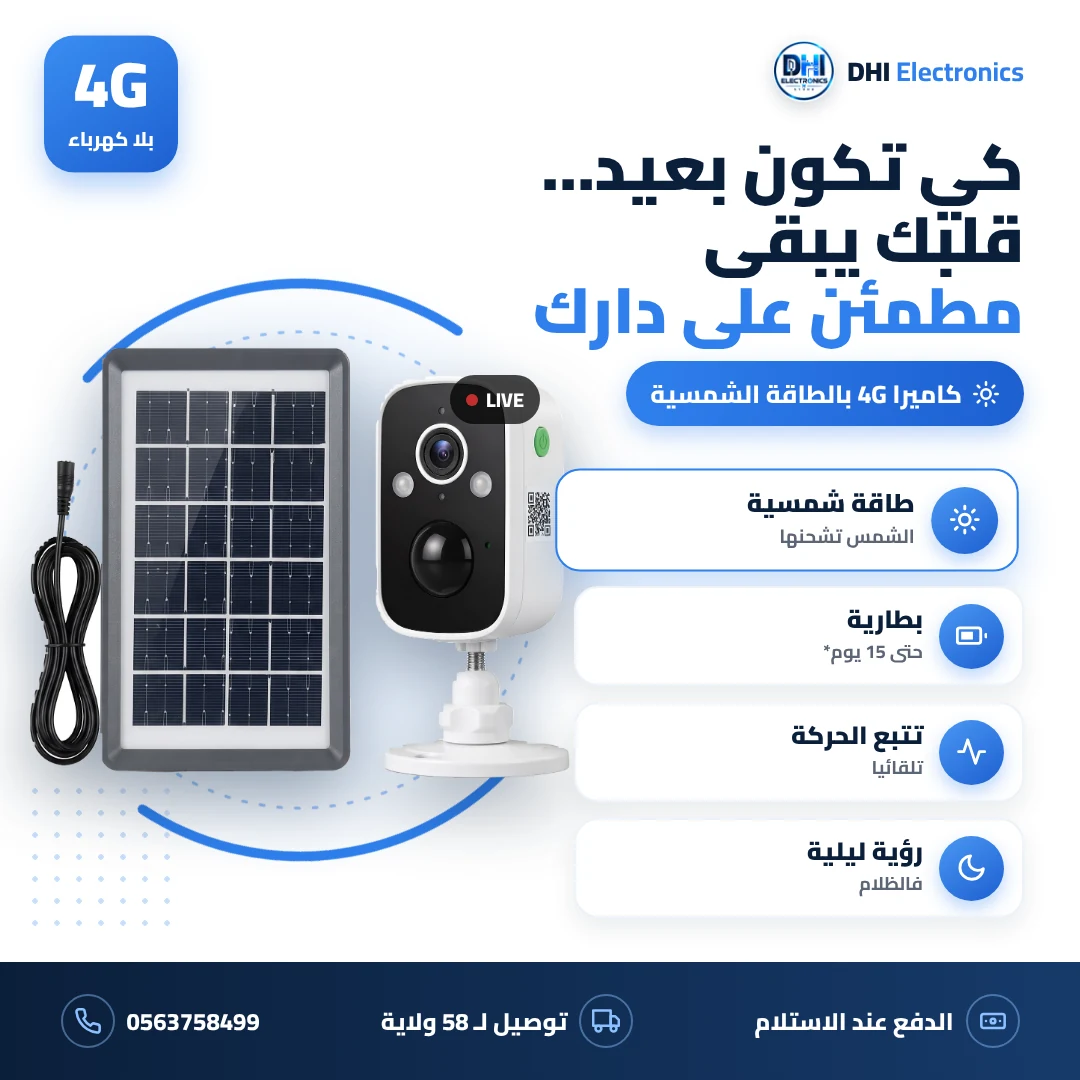 DHI Electronics
DHI
ELECTRONICS
4G
بلا كهرباء
كي تكون بعيد...
قلبك يبقى
مطمئن على دارك
كاميرا 4G بالطاقة الشمسية
LIVE
طاقة شمسية
الشمس تشحنها
بطارية
حتى 15 يوم*
تتبع الحركة
تلقائيا
رؤية ليلية
فالظلام
الدفع عند الاستلام
توصيل لـ 58 ولاية
0563758499